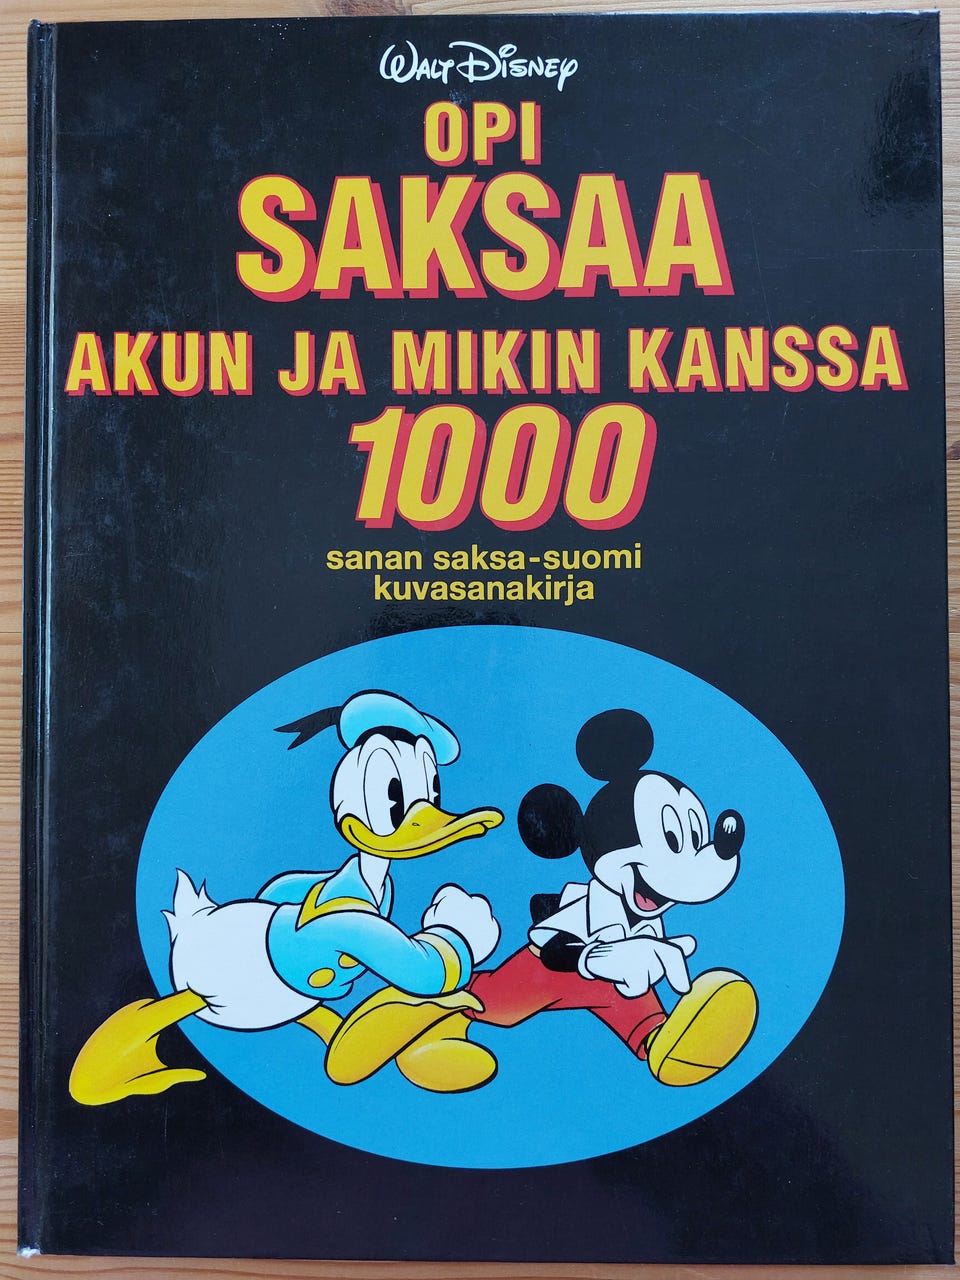 Walt Disney
OPI
SAKSAA
AKUN JA MIKIN KANSSA
1000
sanan saksa-suomi
kuvasanakirja